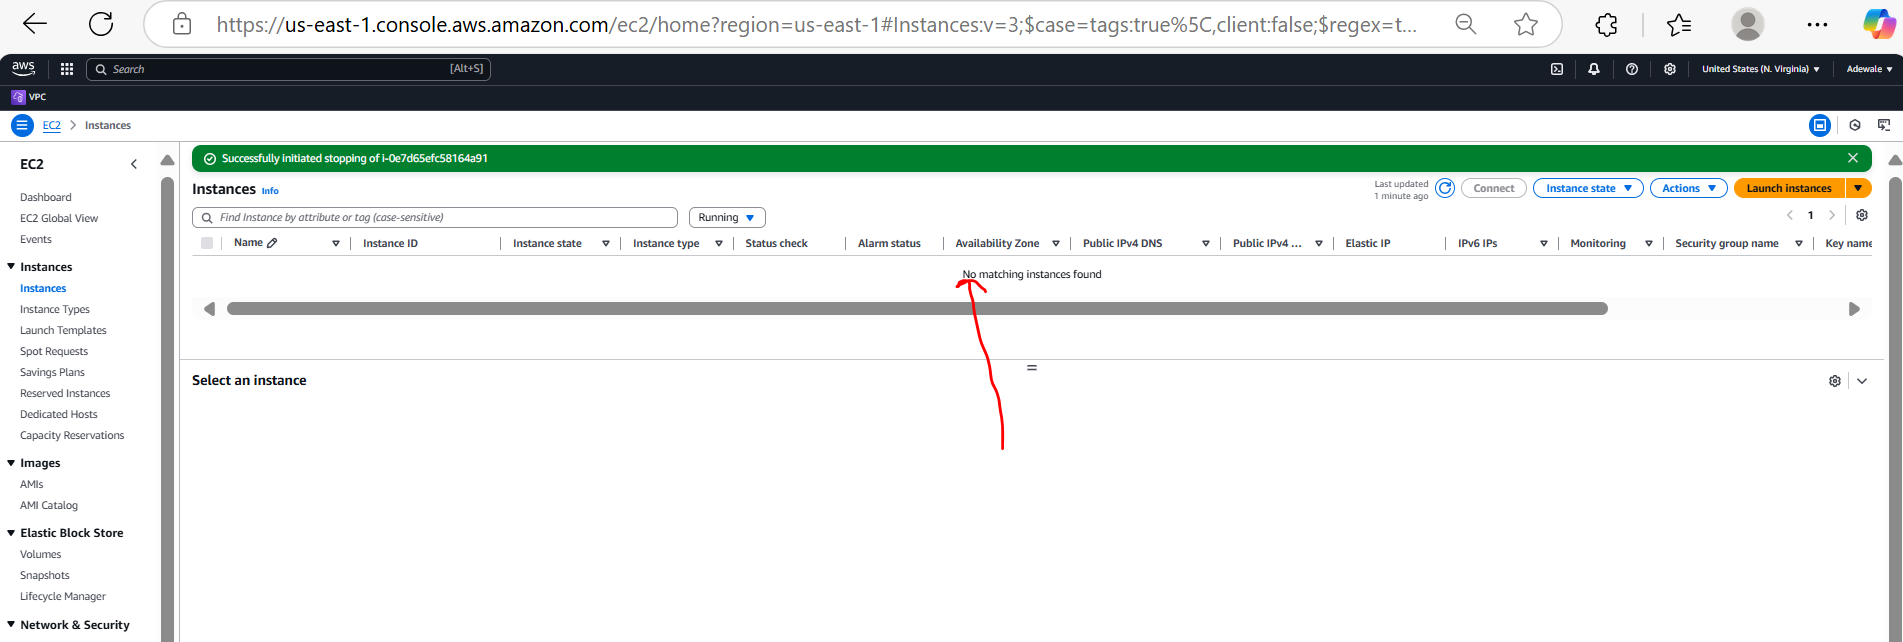 https://us-east-1.console.aws.amazon.com/ec2/home?region=us-east-1#Instances:v=3;$case=tags:true%5C,client:false;$regex=t...
aws
Search [Alt+S]
United States (N. Virginia) Adewale
VPC
EC2 > Instances
EC2
Dashboard
EC2 Global View
Events
Instances
Instances
Instance Types
Launch Templates
Spot Requests
Savings Plans
Reserved Instances
Dedicated Hosts
Capacity Reservations
Images
AMIs
AMI Catalog
Elastic Block Store
Volumes
Snapshots
Lifecycle Manager
Network & Security
Successfully initiated stopping of i-0e7d65efc58164a91
Instances Info
Last updated
1 minute ago
Connect Instance state Actions Launch instances
Find Instance by attribute or tag (case-sensitive) Running
1
Name Instance ID Instance state Instance type Status check Alarm status Availability Zone Public IPv4 DNS Public IPv4 ... Elastic IP IPv6 IPs Monitoring Security group name Key name
No matching instances found
Select an instance